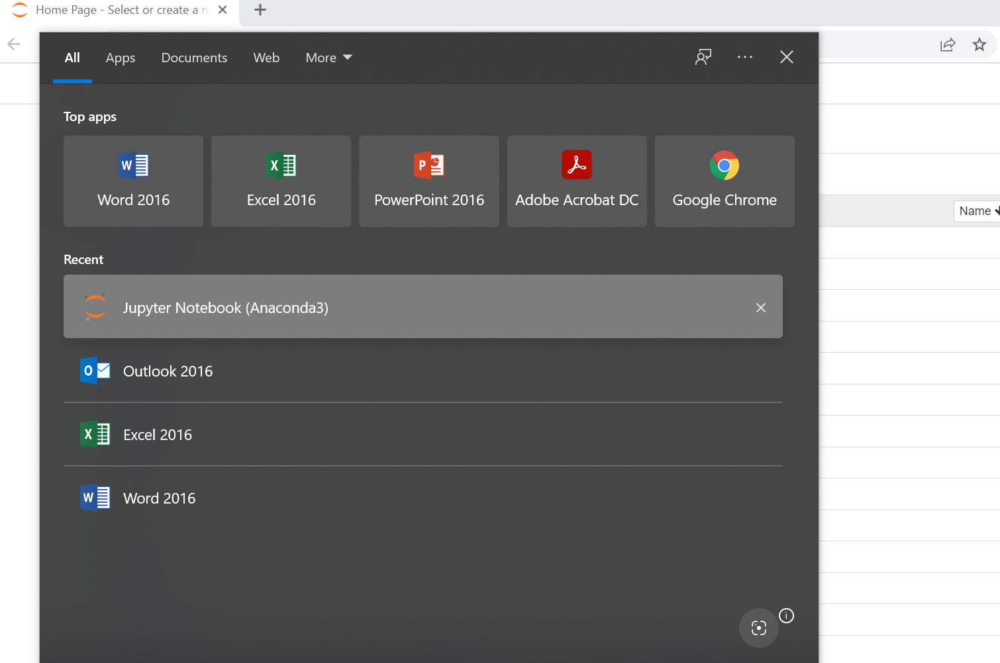 Home Page - Select or create a n
All Apps Documents Web More
Top apps
Word 2016 Excel 2016 PowerPoint 2016 Adobe Acrobat DC Google Chrome
Name
Recent
Jupyter Notebook (Anaconda3)
Outlook 2016
Excel 2016
Word 2016